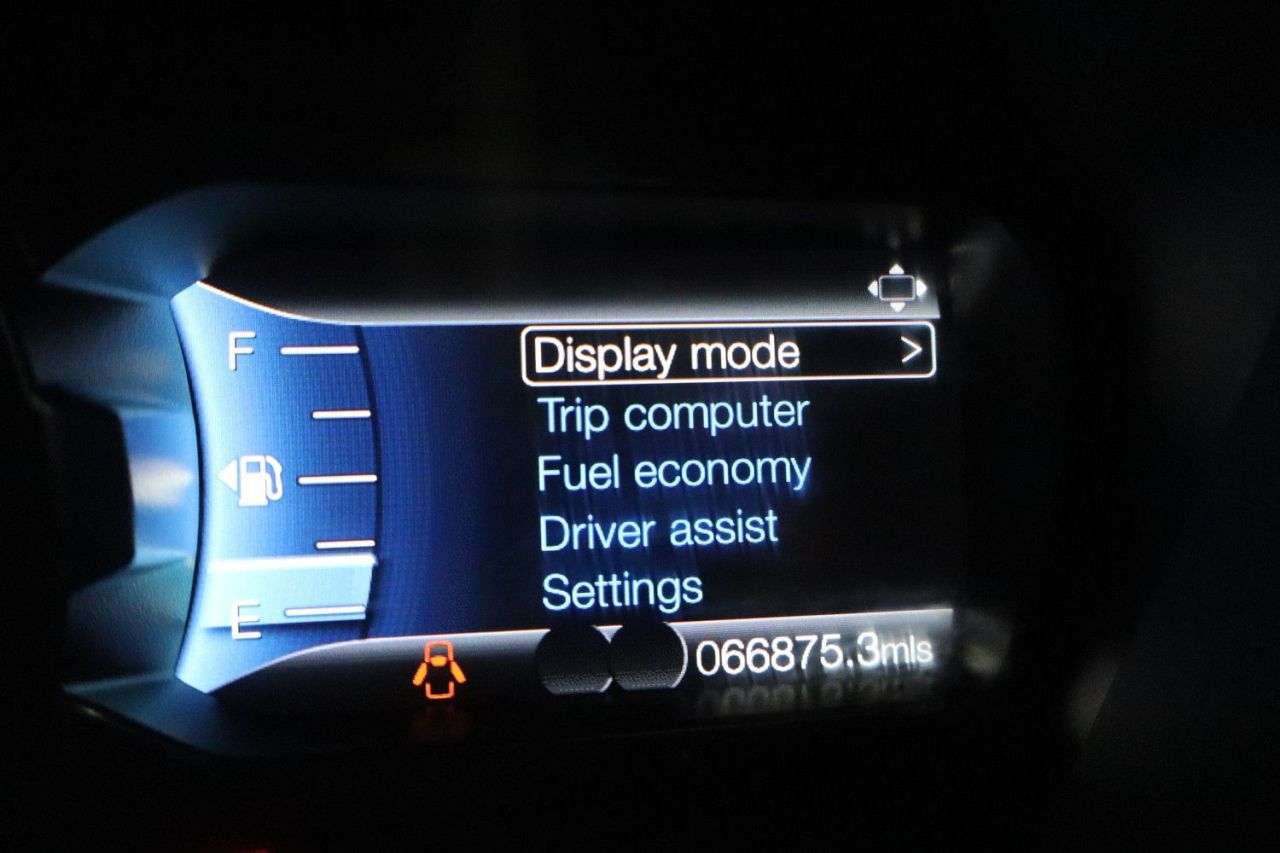 F
Display mode >
Trip computer
Fuel economy
Driver assist
E
Settings
066875.3mls